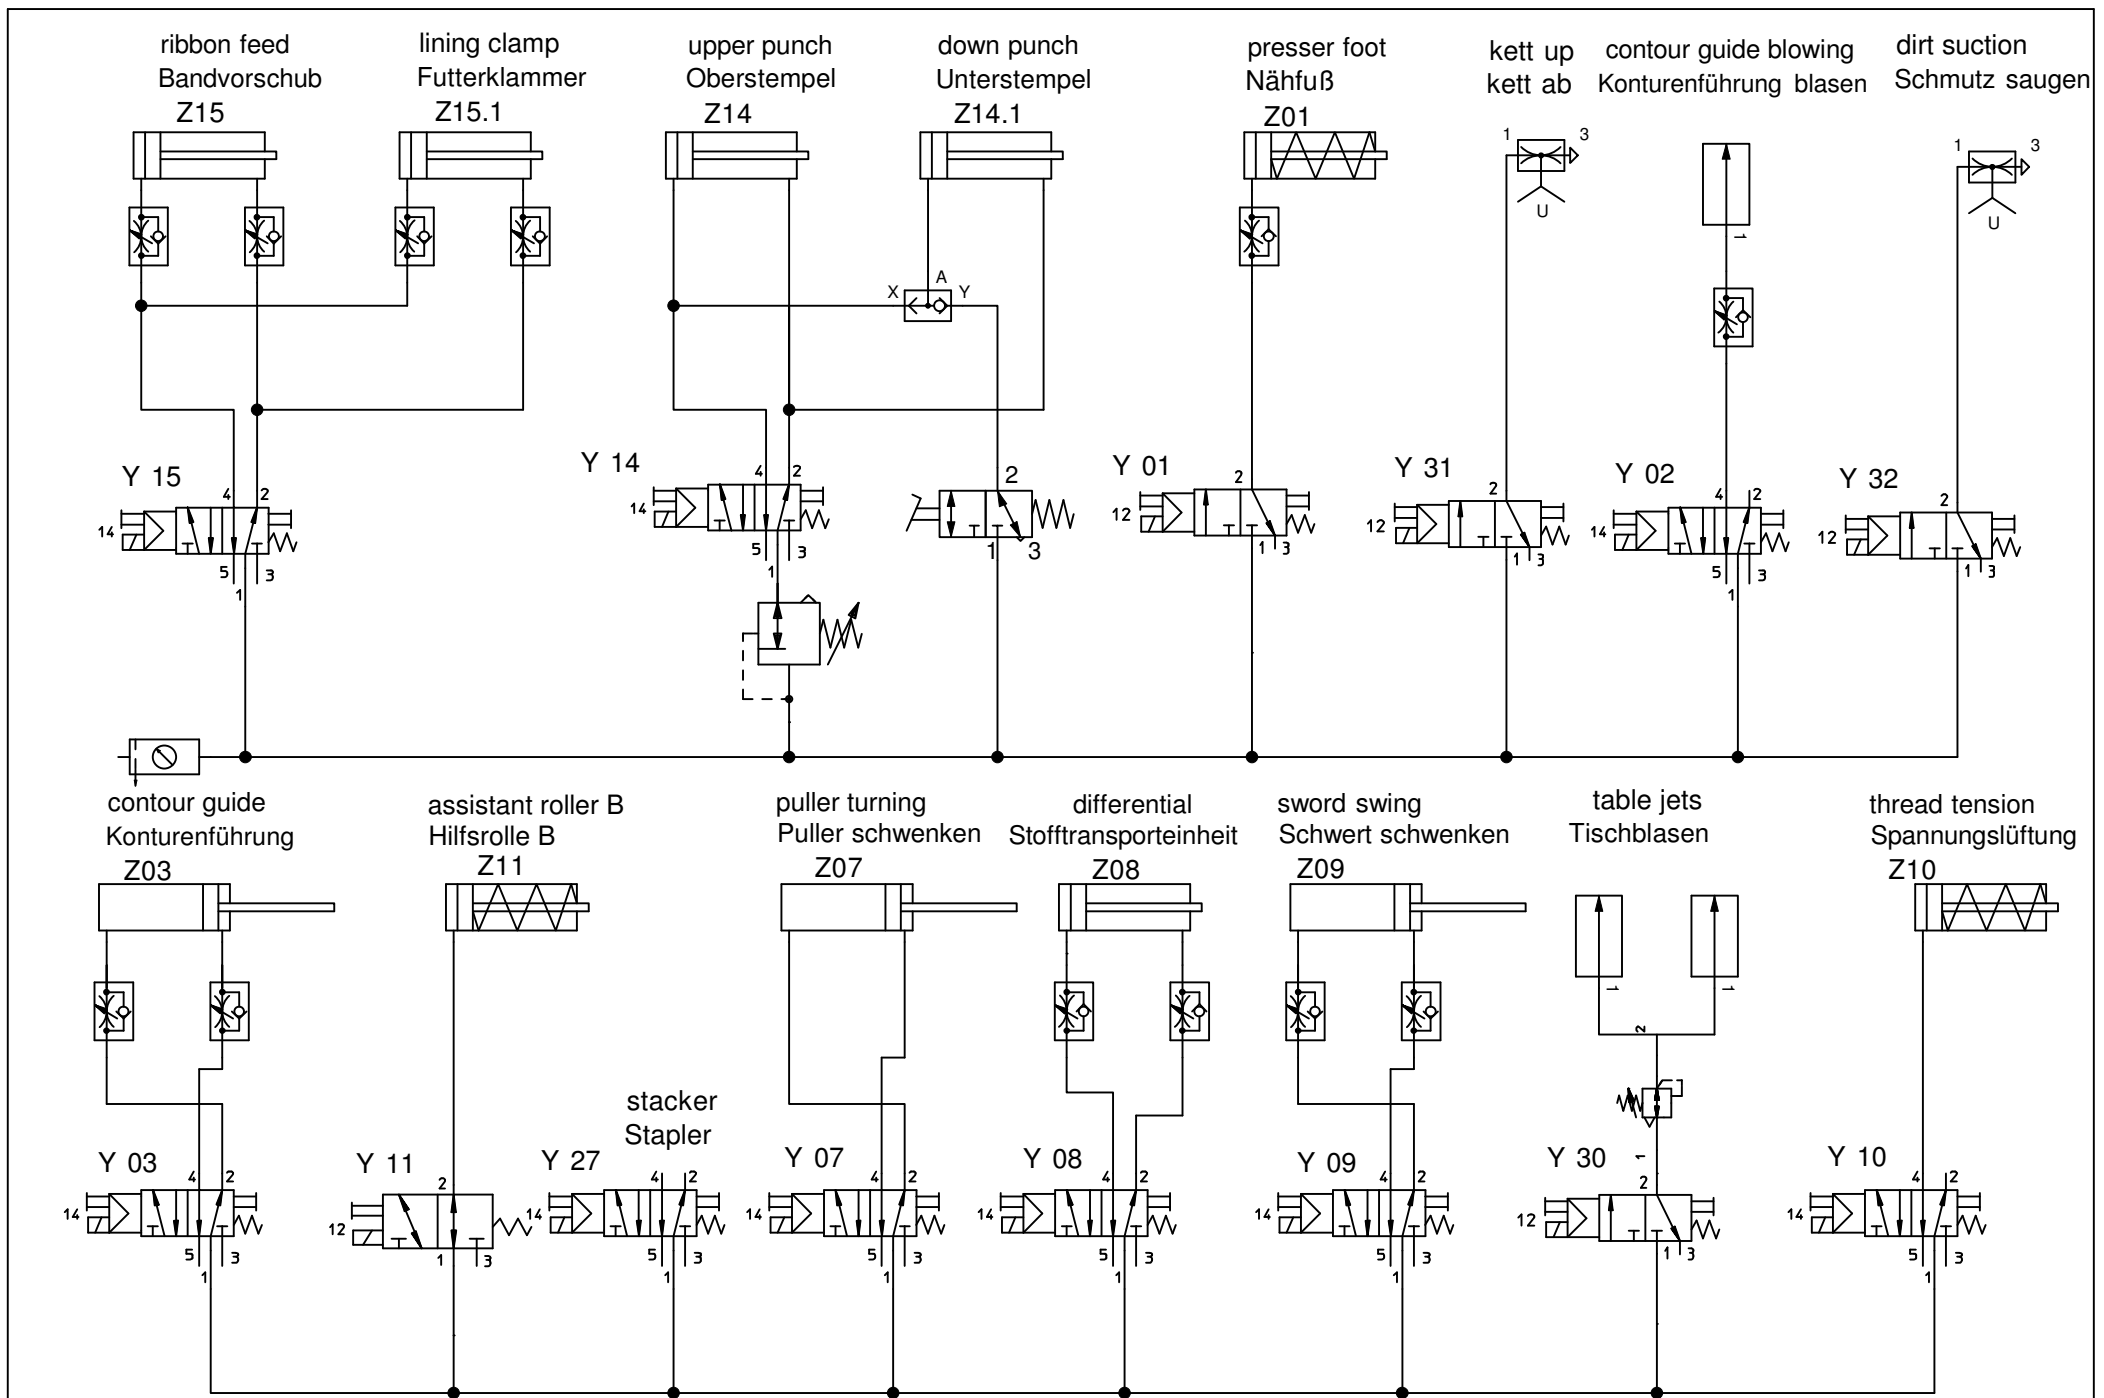 ribbon feed
Bandvorschub
Z15
lining clamp
Futterklammer
Z15.1
upper punch
Oberstempel
Z14
down punch
Unterstempel
Z14.1
presser foot
Nähfuß
Z01
kett up
kett ab
contour guide blowing
Konturenführung blasen
dirt suction
Schmutz saugen
1 3
U
1
1 3
U
X A Y
Y 15
4 2
14
5 3
1
Y 14
4 2
14
5 3
1
2
1 3
Y 01
2
12
1 3
Y 31
2
12
1 3
Y 02
4 2
14
5 3
1
Y 32
2
12
1 3
contour guide
Konturenführung
Z03
assistant roller B
Hilfsrolle B
Z11
puller turning
Puller schwenken
Z07
differential
Stofftransporteinheit
Z08
sword swing
Schwert schwenken
Z09
table jets
Tischblasen
thread tension
Spannungslüftung
Z10
1 1
2
1
stacker
Stapler
Y 03
4 2
14
5 3
1
Y 11
2
12
1 3
Y 27
4 2
14
5 3
1
Y 07
4 2
14
5 3
1
Y 08
4 2
14
5 3
1
Y 09
4 2
14
5 3
1
Y 30
2
12
1 3
Y 10
4 2
14
5 3
1